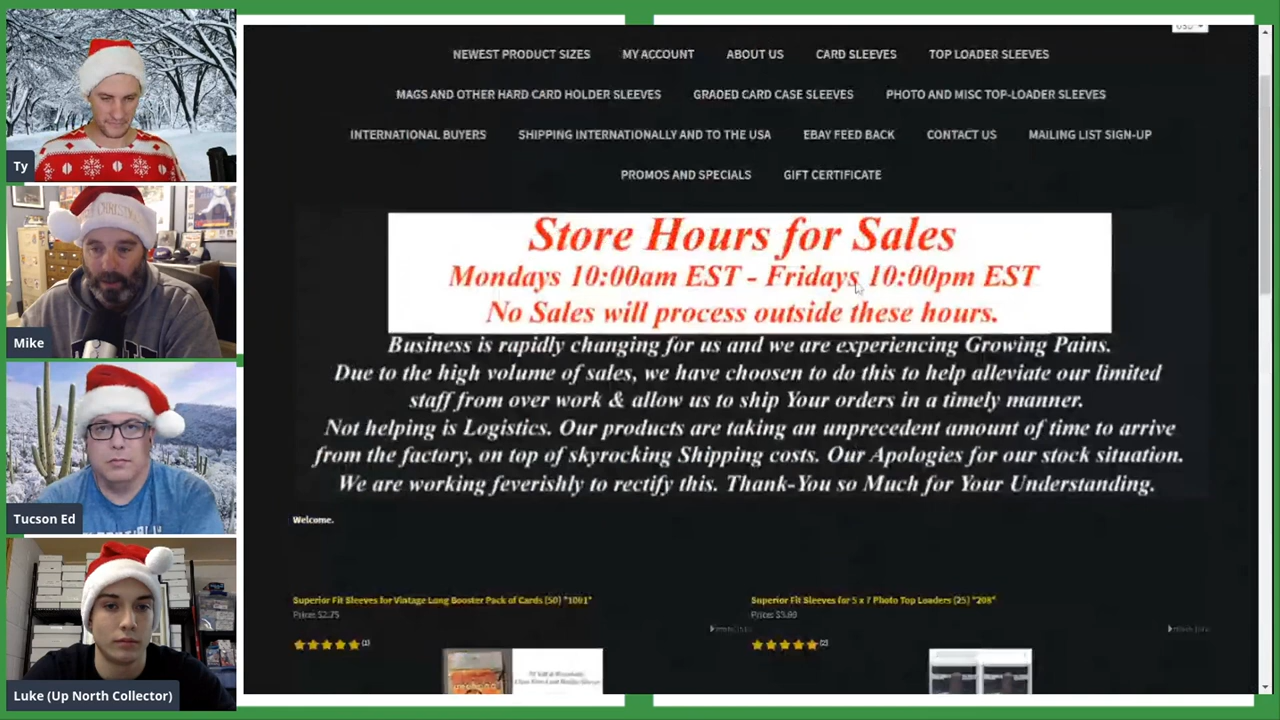 Ty
Mike
Tucson Ed
Luke (Up North Collector)
USD
NEWEST PRODUCT SIZES MY ACCOUNT ABOUT US CARD SLEEVES TOP LOADER SLEEVES
MAGS AND OTHER HARD CARD HOLDER SLEEVES GRADED CARD CASE SLEEVES PHOTO AND MISC TOP-LOADER SLEEVES
INTERNATIONAL BUYERS SHIPPING INTERNATIONALLY AND TO THE USA EBAY FEED BACK CONTACT US MAILING LIST SIGN-UP
PROMOS AND SPECIALS GIFT CERTIFICATE
Store Hours for Sales
Mondays 10:00am EST - Fridays 10:00pm EST
No Sales will process outside these hours.
Business is rapidly changing for us and we are experiencing Growing Pains.
Due to the high volume of sales, we have choosen to do this to help alleviate our limited
staff from over work & allow us to ship Your orders in a timely manner.
Not helping is Logistics. Our products are taking an unprecedent amount of time to arrive
from the factory, on top of skyrocking Shipping costs. Our Apologies for our stock situation.
We are working feverishly to rectify this. Thank-You so Much for Your Understanding.
Welcome.
Superior Fit Sleeves for Vintage Long Booster Pack of Cards (50) "1001" Superior Fit Sleeves for 5 x 7 Photo Top Loaders (25) "208"
Price: $2.75 Price: $3.00
(1) (2)